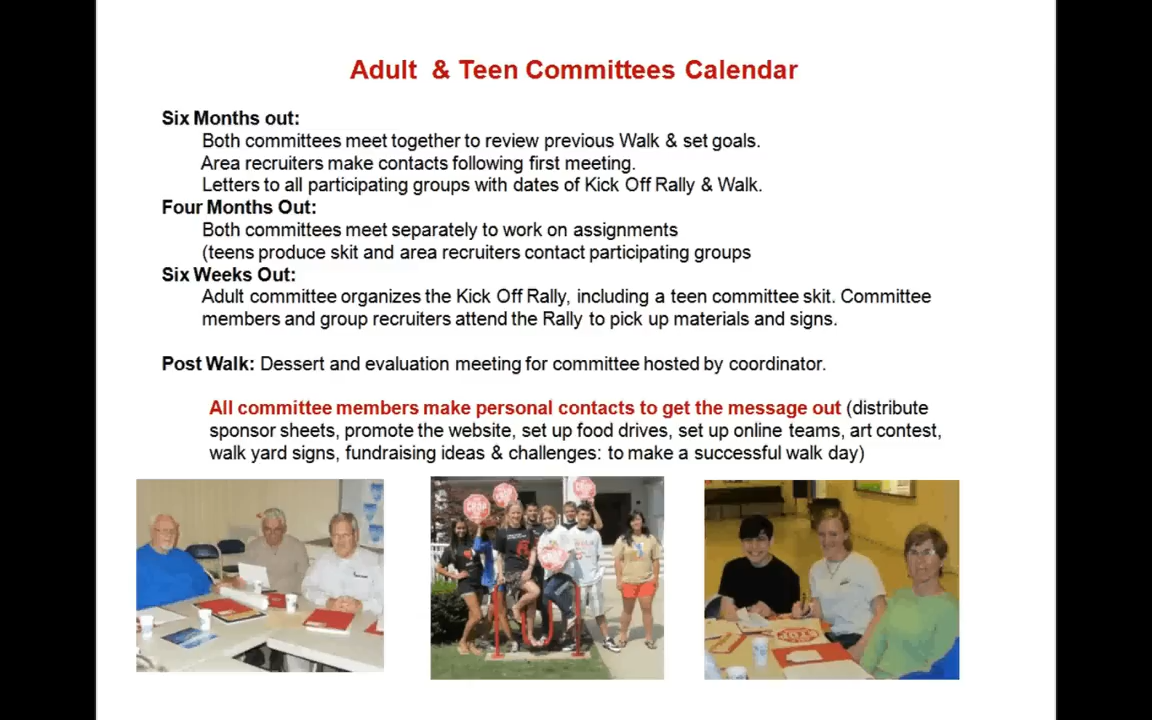 Adult & Teen Committees Calendar
Six Months out:
Both committees meet together to review previous Walk & set goals.
Area recruiters make contacts following first meeting.
Letters to all participating groups with dates of Kick Off Rally & Walk.
Four Months Out:
Both committees meet separately to work on assignments
(teens produce skit and area recruiters contact participating groups
Six Weeks Out:
Adult committee organizes the Kick Off Rally, including a teen committee skit. Committee
members and group recruiters attend the Rally to pick up materials and signs.
Post Walk: Dessert and evaluation meeting for committee hosted by coordinator.
All committee members make personal contacts to get the message out (distribute
sponsor sheets, promote the website, set up food drives, set up online teams, art contest,
walk yard signs, fundraising ideas & challenges: to make a successful walk day)
CROP